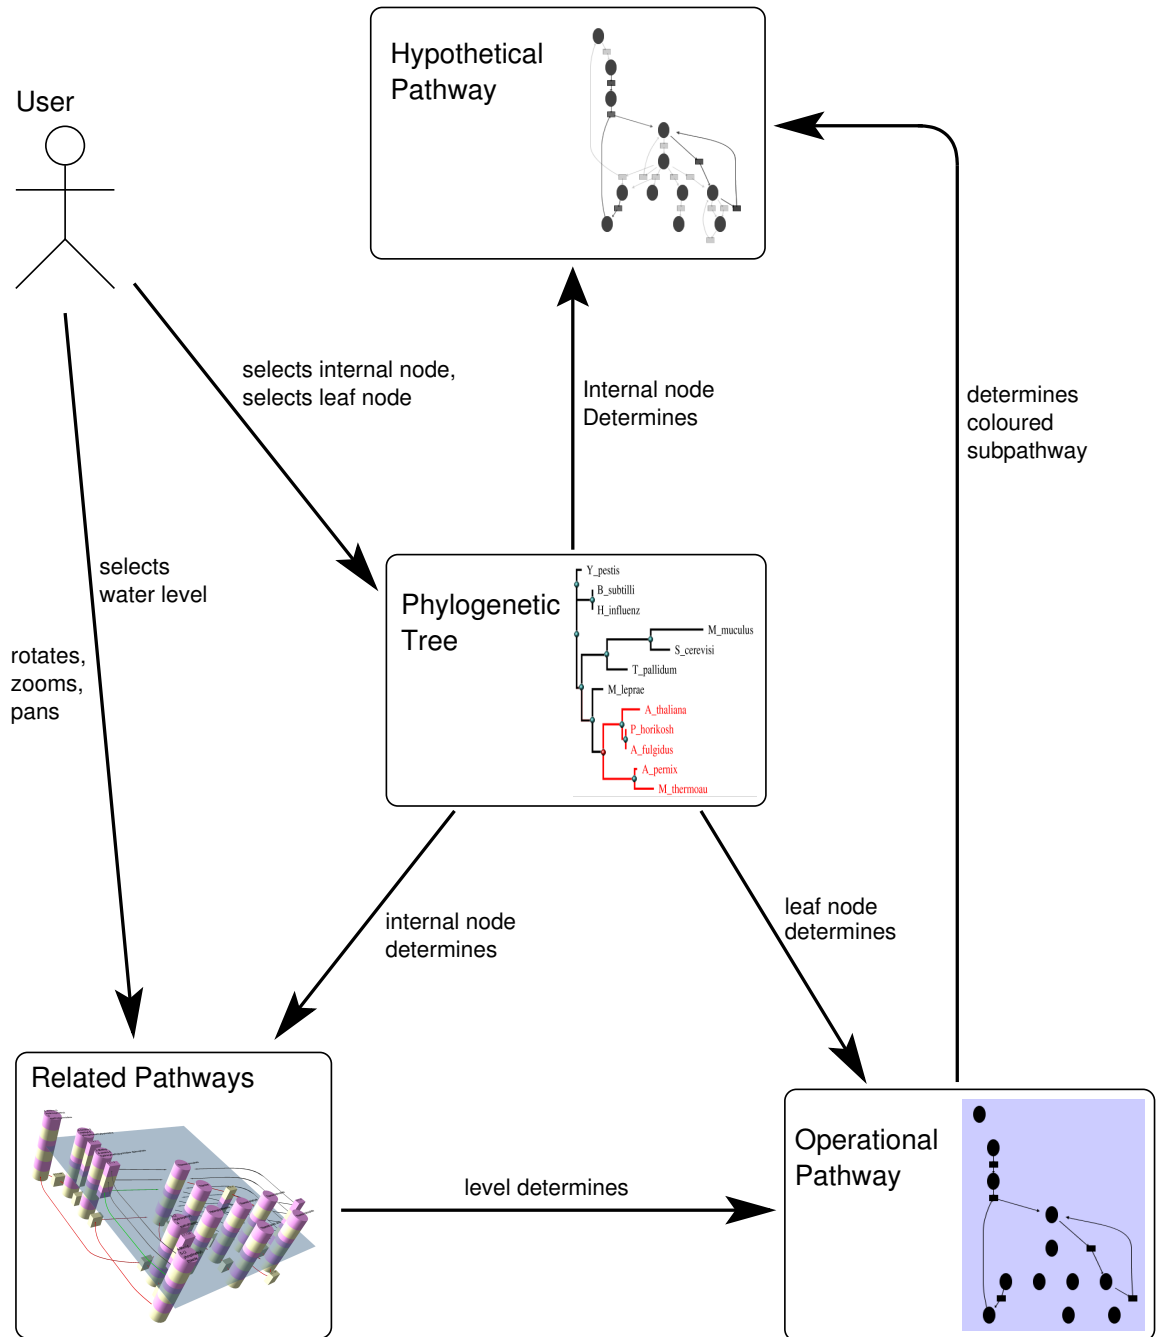 Hypothetical
Pathway
User
selects internal node,
selects leaf node
Internal node
Determines
determines
coloured
subpathway
selects
water level
rotates,
zooms,
pans
Phylogenetic
Tree
Y_pestis
B_subtilli
H_influenz
M_muculus
S_cerevisi
T_pallidum
M_leprae
A_thaliana
P_horikosh
A_fulgidus
A_pernix
M_thermoau
internal node
determines
leaf node
determines
Related Pathways
level determines
Operational
Pathway